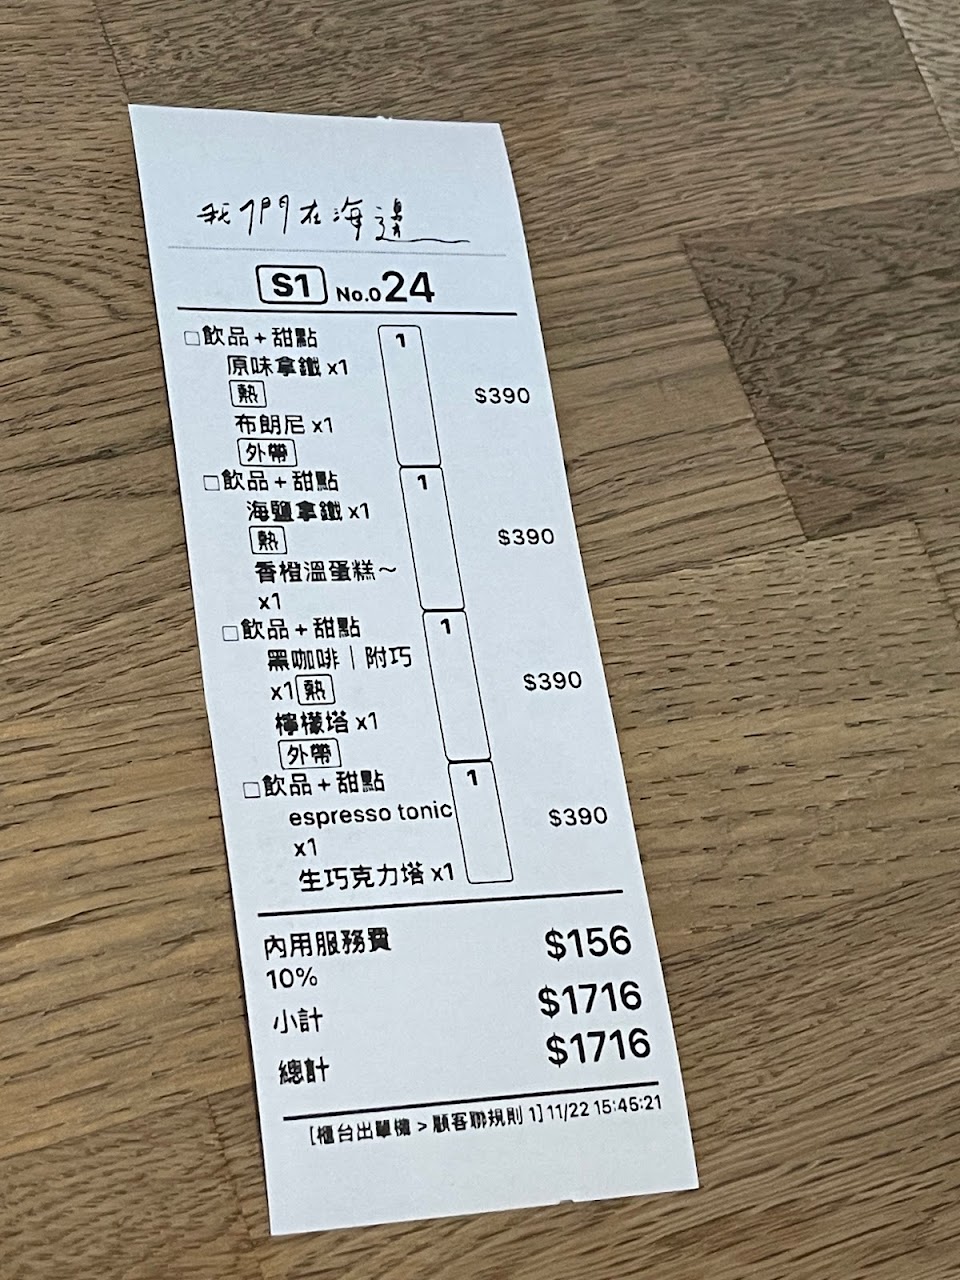 我們在海邊
S1 No.024
□飲品+甜點 1
原味拿鐵 x1
熱
$390
布朗尼 x1
外帶
□飲品+甜點 1
海鹽拿鐵 x1
熱
$390
香橙溫蛋糕～
x1
□飲品+甜點 1
黑咖啡｜附巧
x1 熱
$390
檸檬塔 x1
外帶
□飲品+甜點 1
espresso tonic
$390
x1
生巧克力塔 x1
內用服務費 $156
10%
小計 $1716
總計 $1716
[櫃台出單機 > 顧客聯規則 1] 11/22 15:45:21